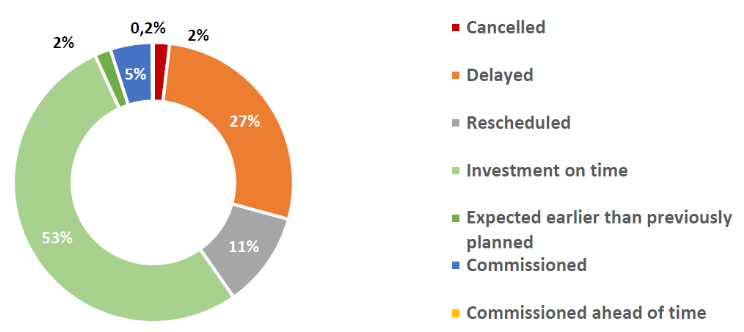 0,2%
2%
2%
5%
27%
11%
53%
Cancelled
Delayed
Rescheduled
Investment on time
Expected earlier than previously
planned
Commissioned
Commissioned ahead of time